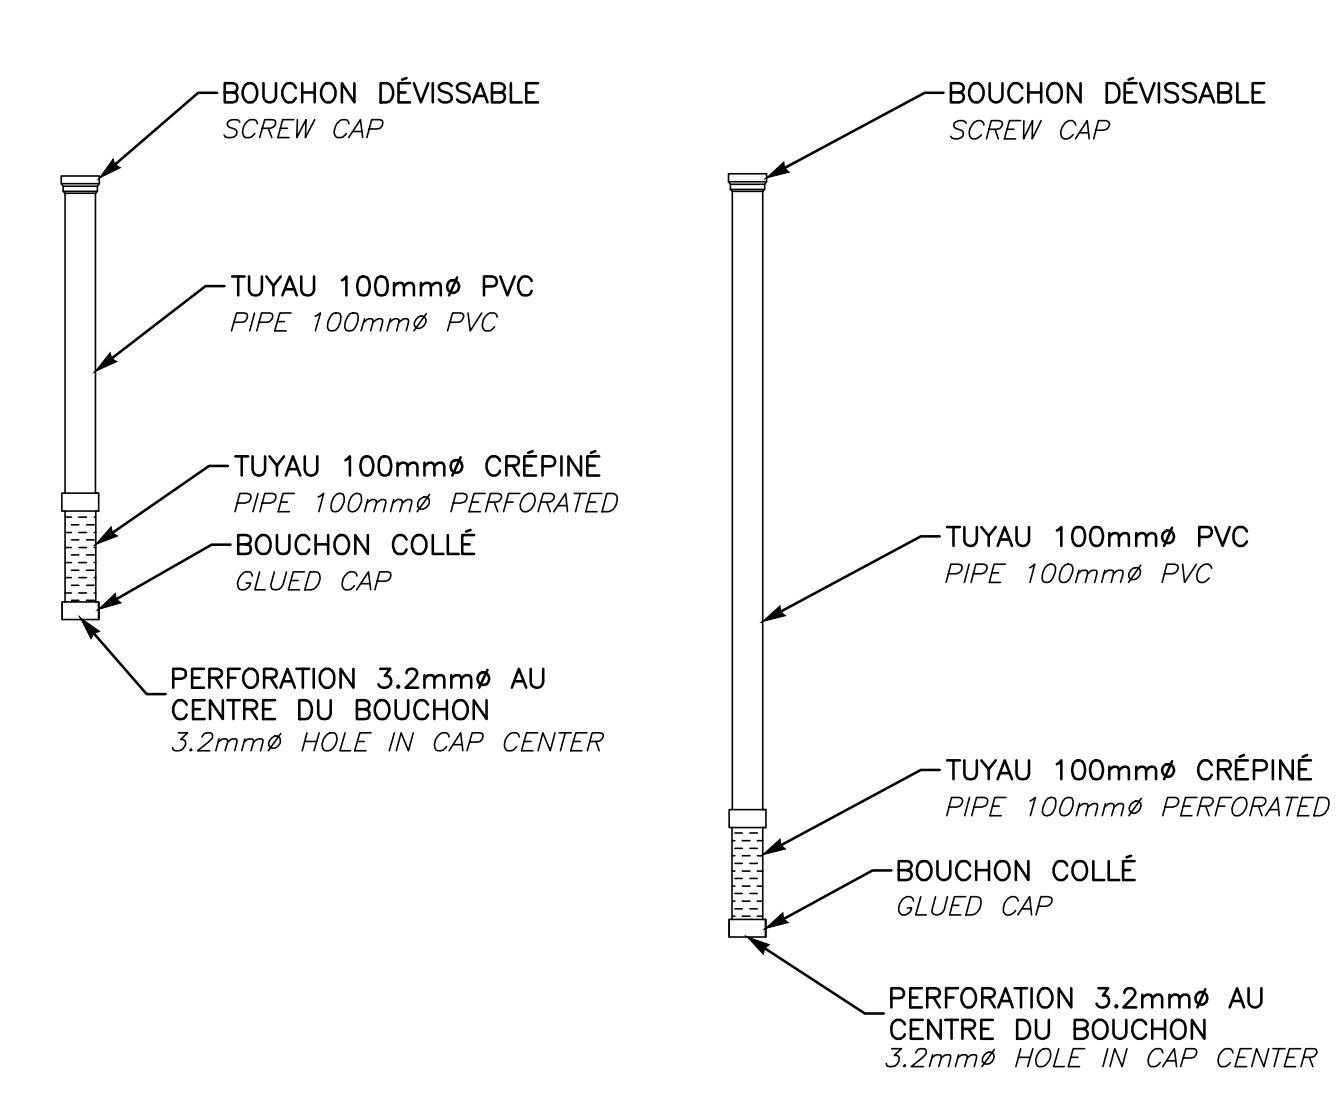 BOUCHON DÉVISSABLE
SCREW CAP
TUYAU 100mmø PVC
PIPE 100mmø PVC
TUYAU 100mmø CRÉPINÉ
PIPE 100mmø PERFORATED
BOUCHON COLLÉ
GLUED CAP
PERFORATION 3.2mmø AU
CENTRE DU BOUCHON
3.2mmø HOLE IN CAP CENTER
BOUCHON DÉVISSABLE
SCREW CAP
TUYAU 100mmø PVC
PIPE 100mmø PVC
TUYAU 100mmø CRÉPINÉ
PIPE 100mmø PERFORATED
BOUCHON COLLÉ
GLUED CAP
PERFORATION 3.2mmø AU
CENTRE DU BOUCHON
3.2mmø HOLE IN CAP CENTER